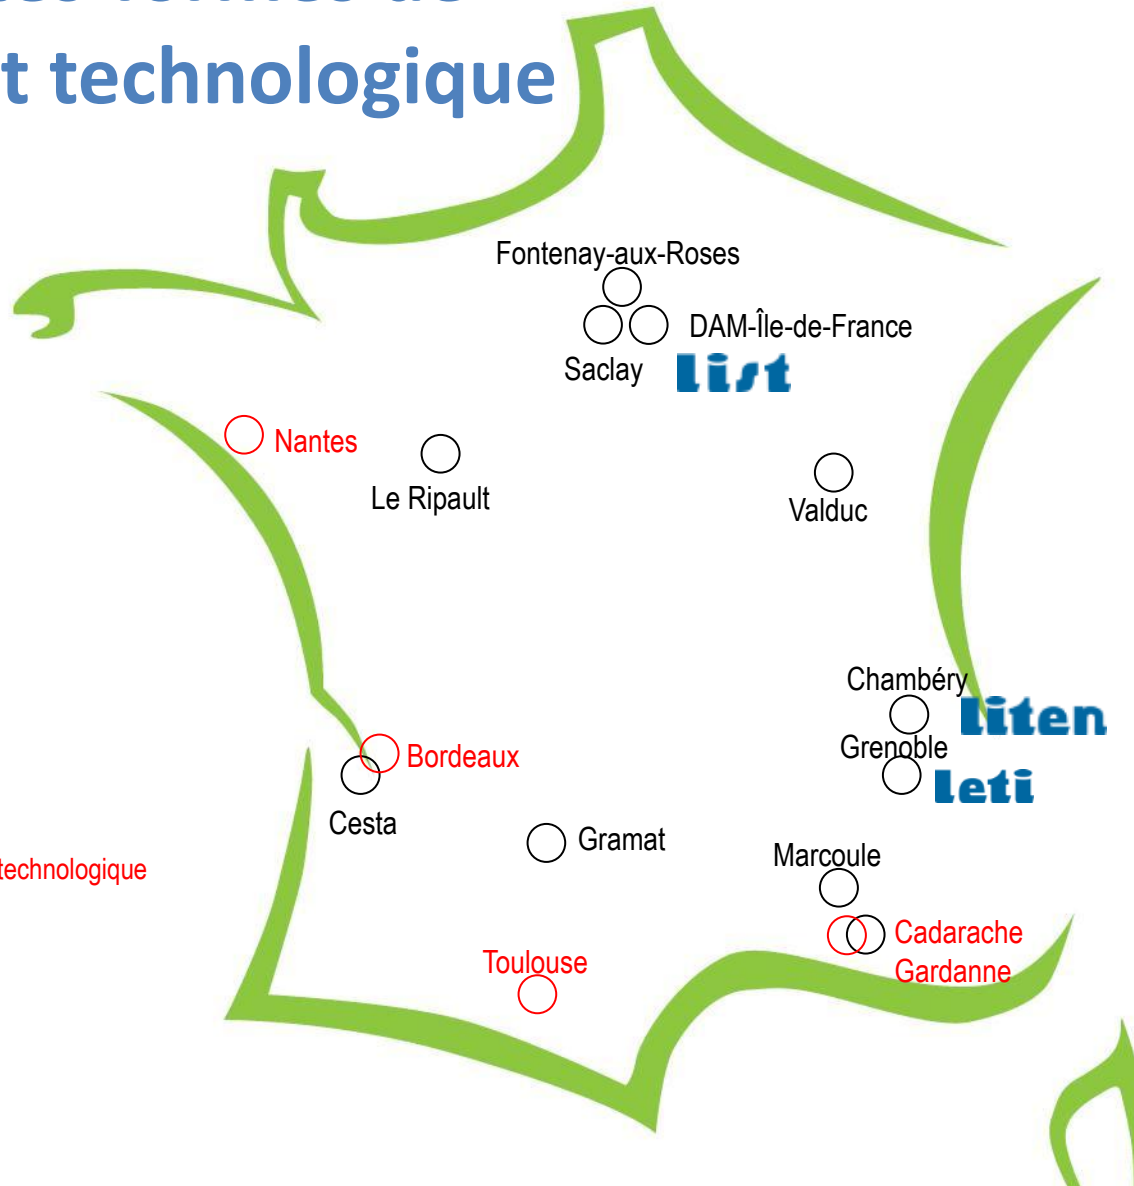 t technologique
Fontenay-aux-Roses
DAM-Île-de-France
Saclay
list
Nantes
Le Ripault
Valduc
Chambéry
liten
Grenoble
leti
Bordeaux
Cesta
Gramat
Marcoule
technologique
Cadarache
Gardanne
Toulouse